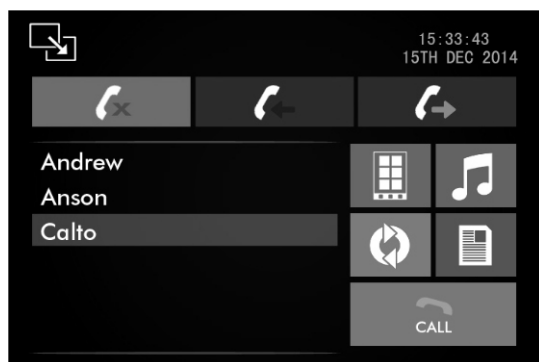 15:33:43
15TH DEC 2014
Andrew
Anson
Calto
CALL